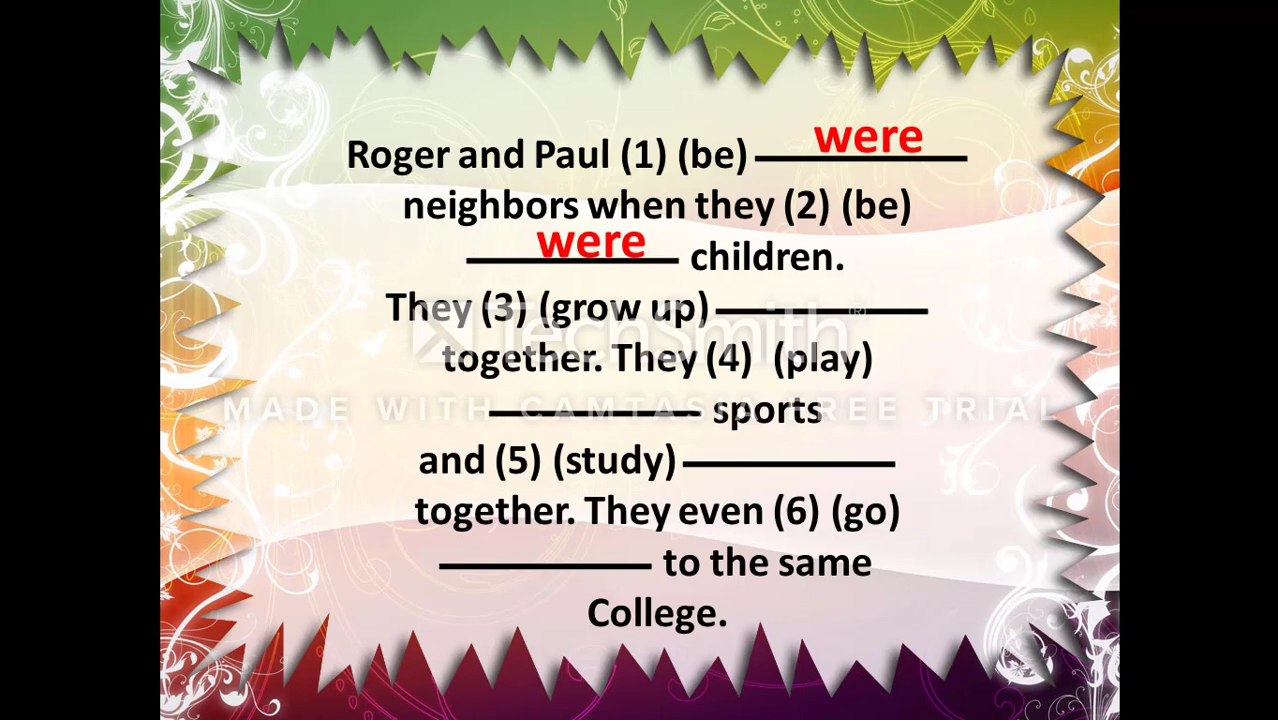 Roger and Paul (1) (be) were
neighbors when they (2) (be)
were children.
They (3) (grow up)
together. They (4) (play)
sports
and (5) (study)
together. They even (6) (go)
to the same
College.
TechSmith®
MADE WITH CAMTASIA FREE TRIAL